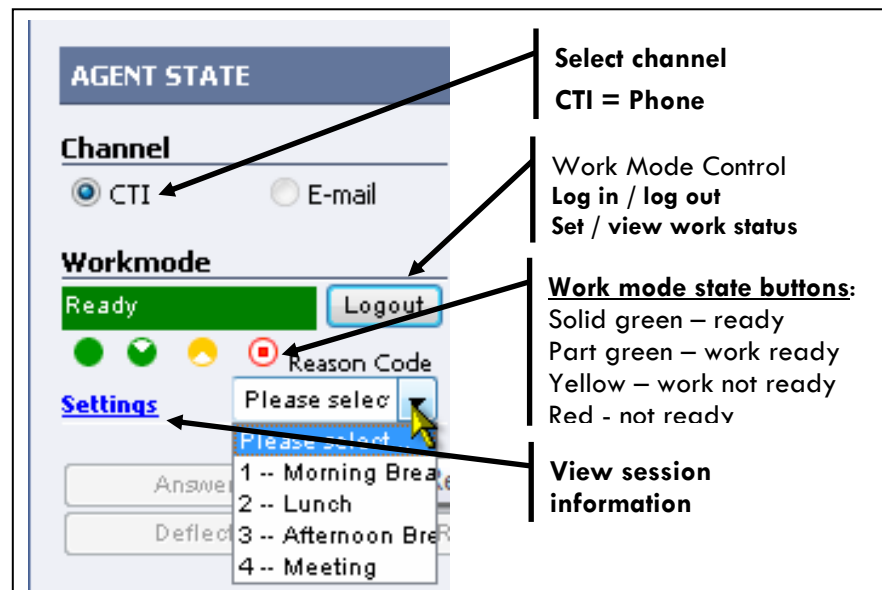 AGENT STATE
Channel
CTI
E-mail
Workmode
Ready
Logout
Reason Code
Settings
Please selec
Please select
1 -- Morning Brea
2 -- Lunch
3 -- Afternoon Bre
4 -- Meeting
Answe
Deflect
Select channel
CTI = Phone
Work Mode Control
Log in / log out
Set / view work status
Work mode state buttons:
Solid green – ready
Part green – work ready
Yellow – work not ready
Red - not ready
View session
information